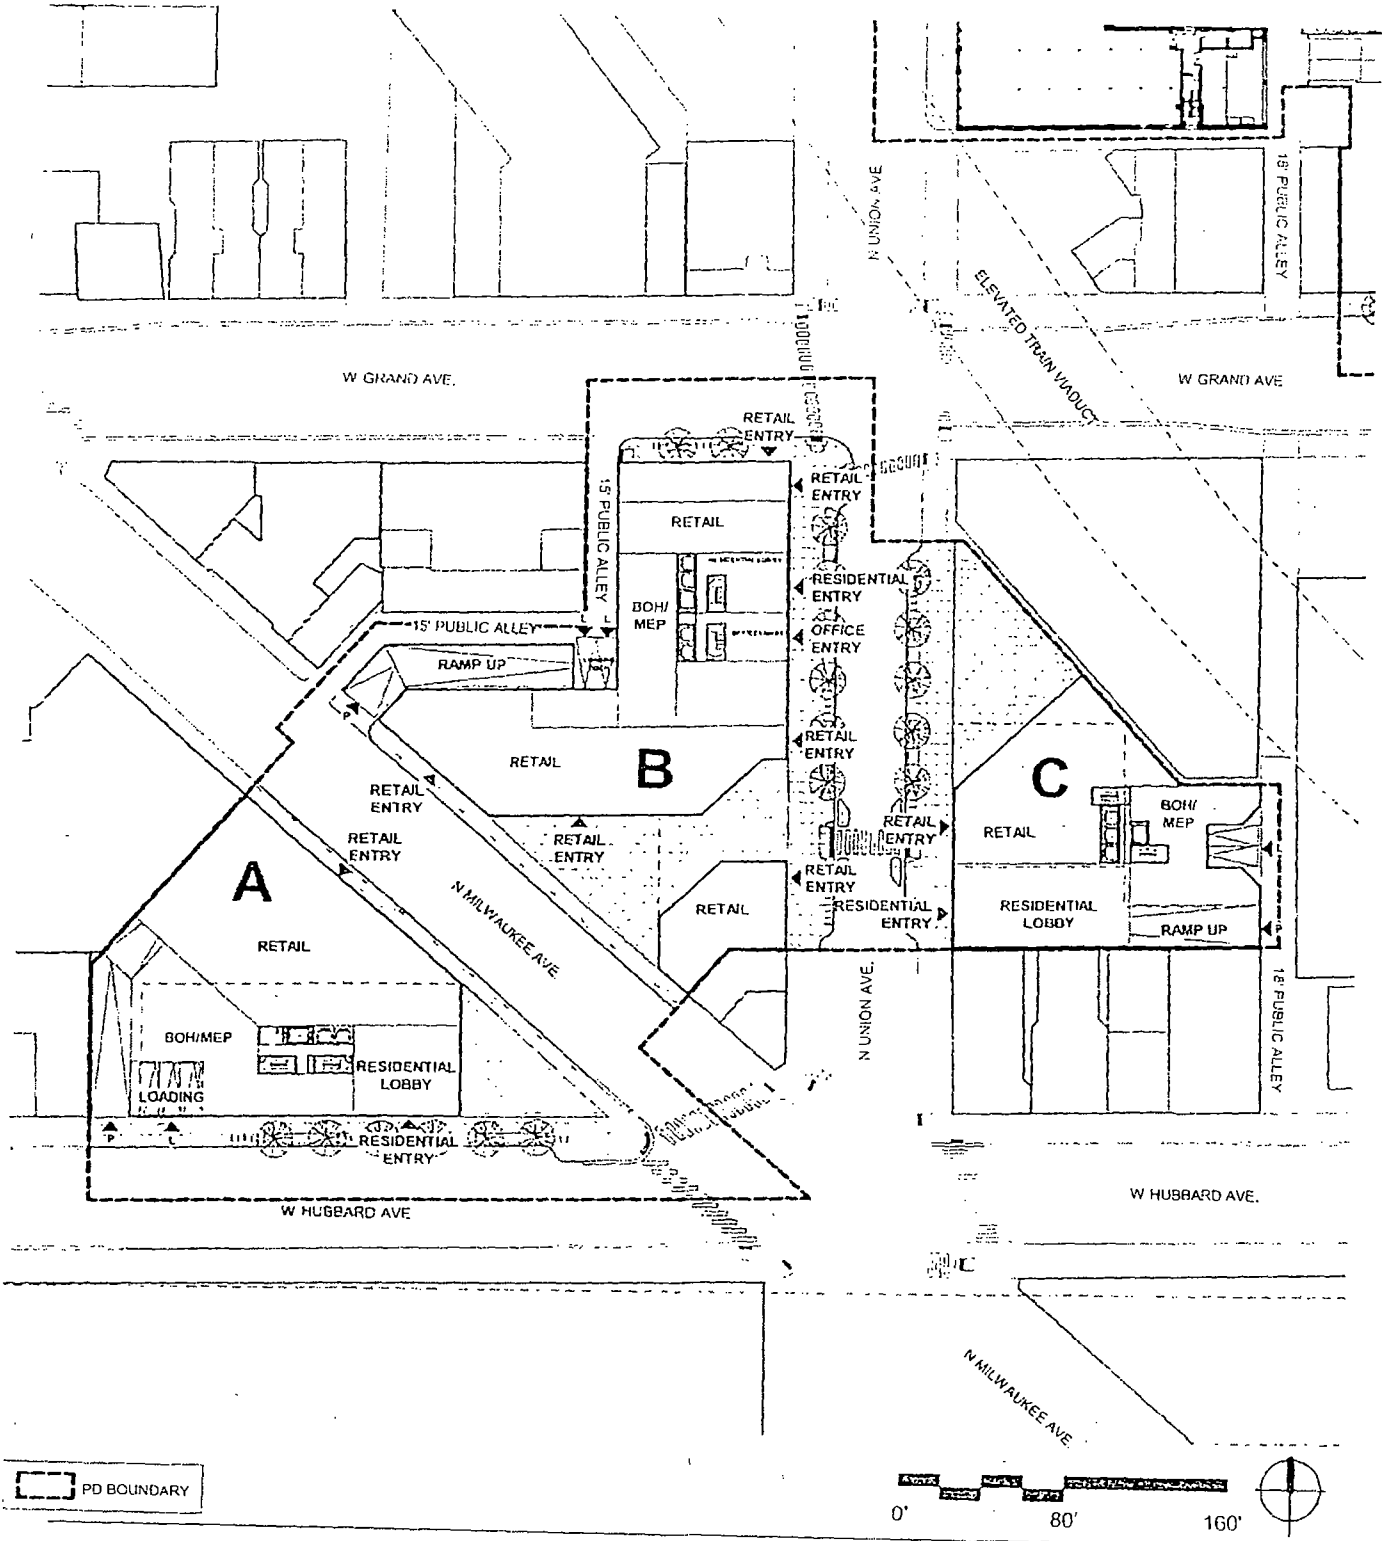 N UNION AVE
18' PUBLIC ALLEY
ELEVATED TRAIN VIADUCT
W GRAND AVE.
W GRAND AVE
RETAIL
ENTRY
RETAIL
ENTRY
15' PUBLIC ALLEY
RETAIL
RESIDENTIAL
ENTRY
BOH/
MEP
OFFICE
ENTRY
15' PUBLIC ALLEY
L
L
RAMP UP
P
RETAIL
ENTRY
RETAIL
B
C
RETAIL
ENTRY
BOH/
MEP
RETAIL
ENTRY
RETAIL
RETAIL
ENTRY
RETAIL
ENTRY
A
RETAIL
ENTRY
N MILWAUKEE AVE.
RETAIL
RESIDENTIAL
ENTRY
RESIDENTIAL
LOBBY
RAMP UP
P
RETAIL
N UNION AVE.
18' PUBLIC ALLEY
BOH/MEP
RESIDENTIAL
LOBBY
LOADING
P
L
RESIDENTIAL
ENTRY
W HUBBARD AVE
W HUBBARD AVE.
N MILWAUKEE AVE.
PD BOUNDARY
0'
80'
160'